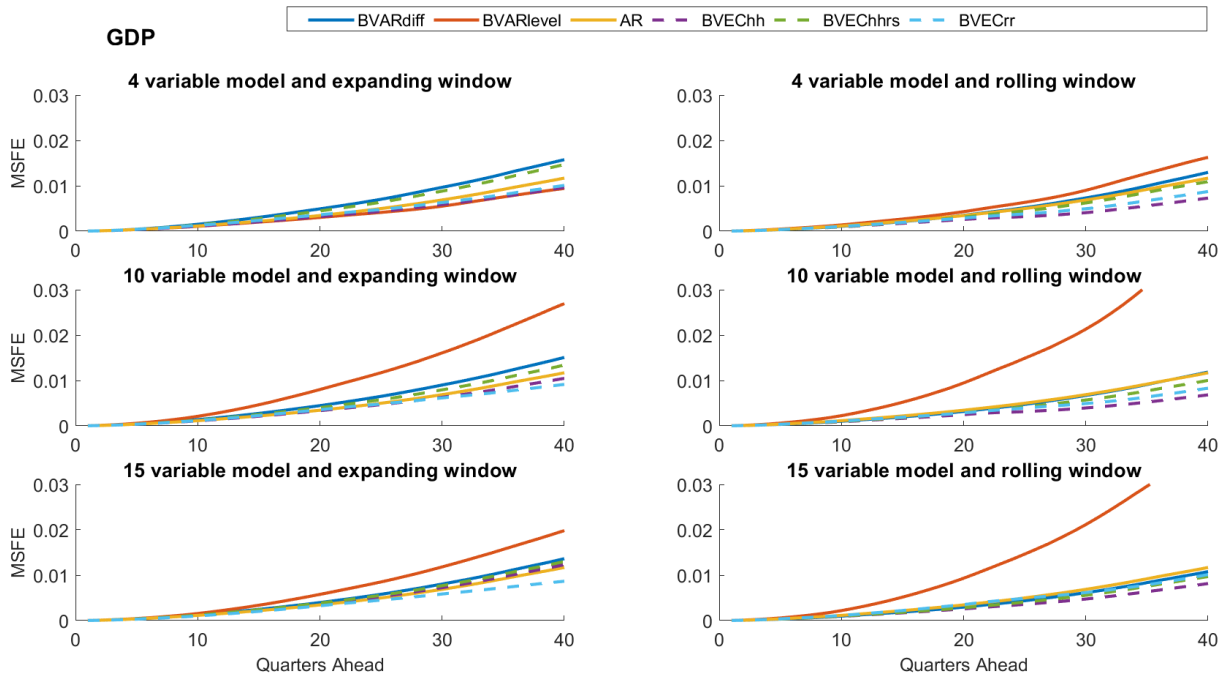 BVARdiff BVARlevel AR BVEChh BVEChhrs BVECrr
GDP
4 variable model and expanding window
0.03
0.02
0.01
0
MSFE
0 10 20 30 40
4 variable model and rolling window
0.03
0.02
0.01
0
0 10 20 30 40
10 variable model and expanding window
0.03
0.02
0.01
0
MSFE
0 10 20 30 40
10 variable model and rolling window
0.03
0.02
0.01
0
0 10 20 30 40
15 variable model and expanding window
0.03
0.02
0.01
0
MSFE
0 10 20 30 40
Quarters Ahead
15 variable model and rolling window
0.03
0.02
0.01
0
0 10 20 30 40
Quarters Ahead